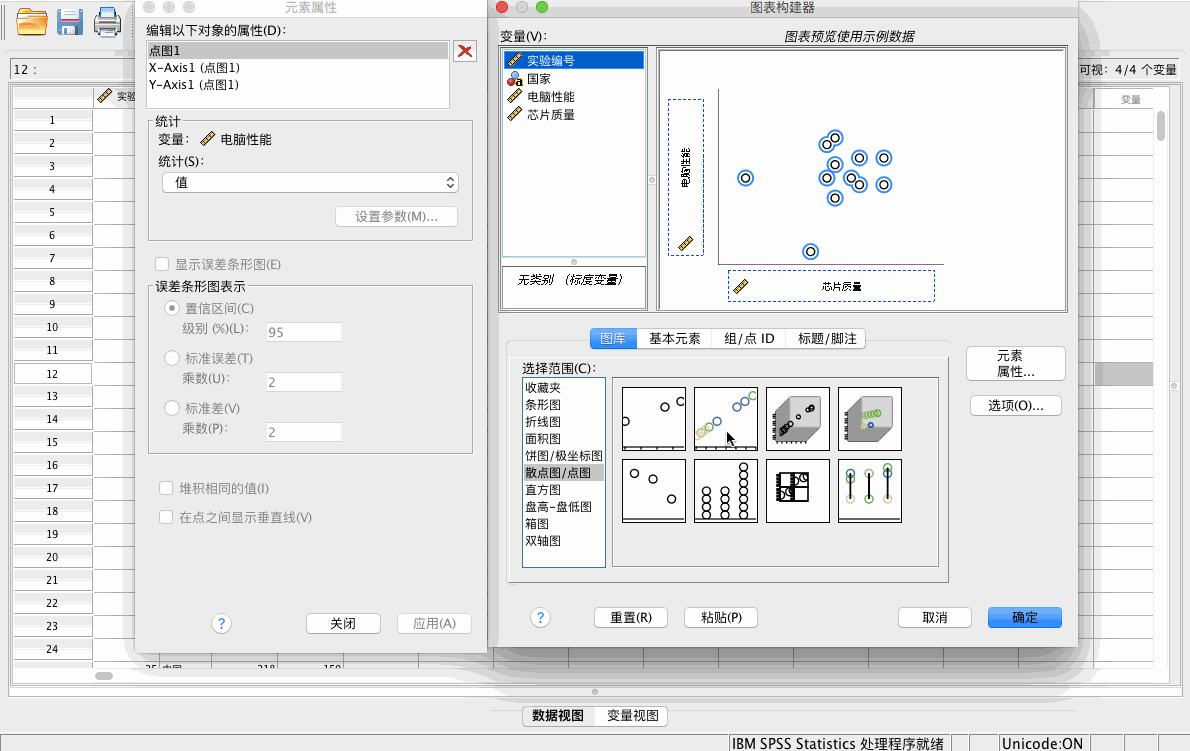 元素属性
编辑以下对象的属性(D):
点图1
X-Axis1 (点图1)
Y-Axis1 (点图1)
统计
变量: 电脑性能
统计(S):
值
设置参数(M)...
显示误差条形图(E)
误差条形图表示
置信区间(C)
级别 (%)(L): 95
标准误差(T)
乘数(U): 2
标准差(V)
乘数(P): 2
堆积相同的值(I)
在点之间显示垂直线(V)
?
关闭
应用(A)
图表构建器
变量(V):
图表预览使用示例数据
实验编号
国家
电脑性能
芯片质量
无类别 (标度变量)
电脑性能
芯片质量
图库
基本元素
组/点 ID
标题/脚注
选择范围(C):
收藏夹
条形图
折线图
面积图
饼图/极坐标图
散点图/点图
直方图
盘高-盘低图
箱图
双轴图
元素
属性...
选项(O)...
?
重置(R)
粘贴(P)
取消
确定
12 :
可视: 4/4 个变量
实验
变量
1
2
3
4
5
6
7
8
9
10
11
12
13
14
15
16
17
18
19
20
21
22
23
24
数据视图
变量视图
IBM SPSS Statistics 处理程序就绪
Unicode:ON